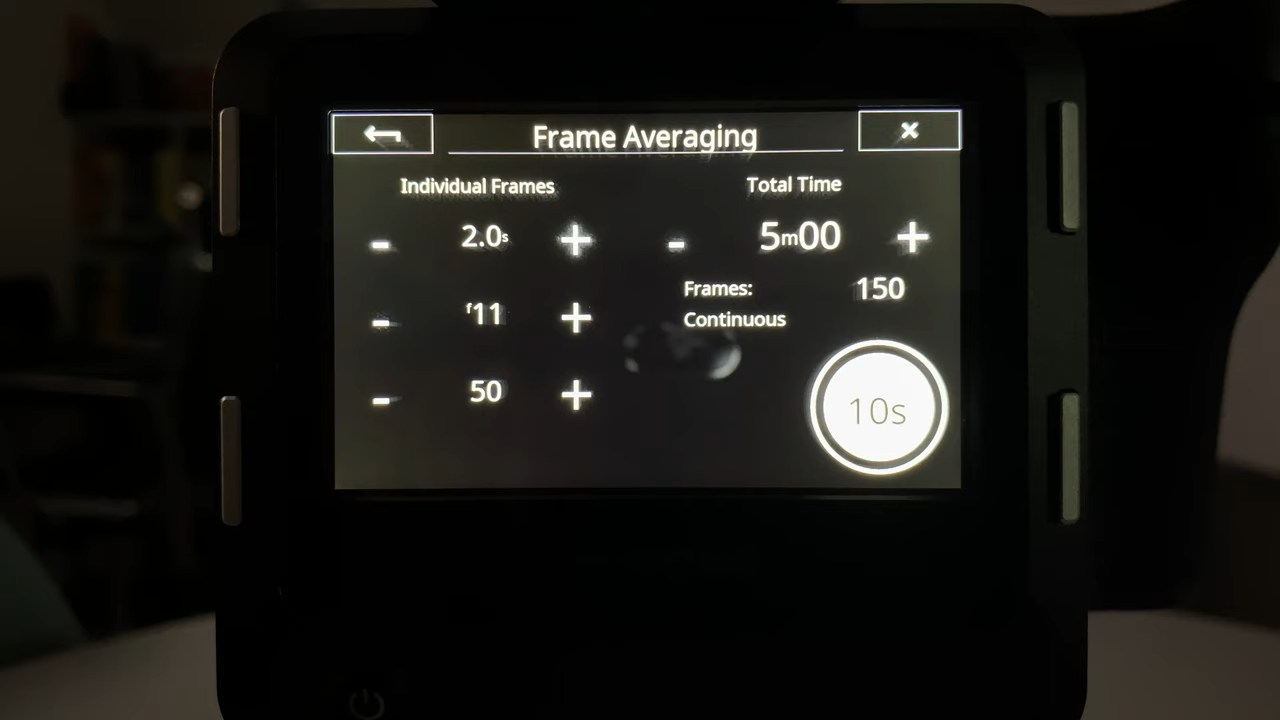 Frame Averaging
Individual Frames
2.0s
f11
50
Total Time
5m00
Frames: 150
Continuous
10s